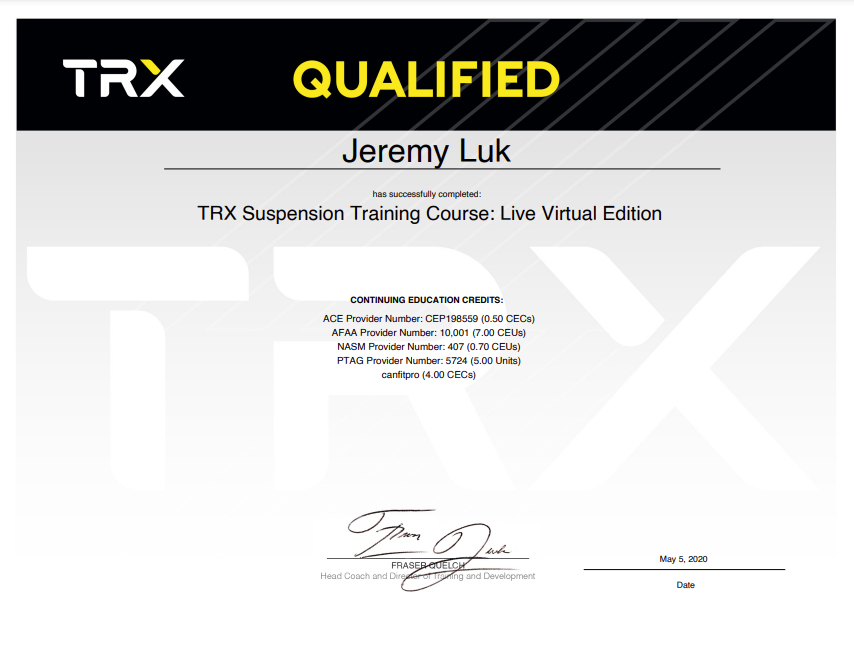 TRX QUALIFIED
Jeremy Luk
has successfully completed:
TRX Suspension Training Course: Live Virtual Edition
TRX
CONTINUING EDUCATION CREDITS:
ACE Provider Number: CEP198559 (0.50 CECs)
AFAA Provider Number: 10,001 (7.00 CEUs)
NASM Provider Number: 407 (0.70 CEUs)
PTAG Provider Number: 5724 (5.00 Units)
canfitpro (4.00 CECs)
FRASER QUELCH
Head Coach and Director of Training and Development
May 5, 2020
Date